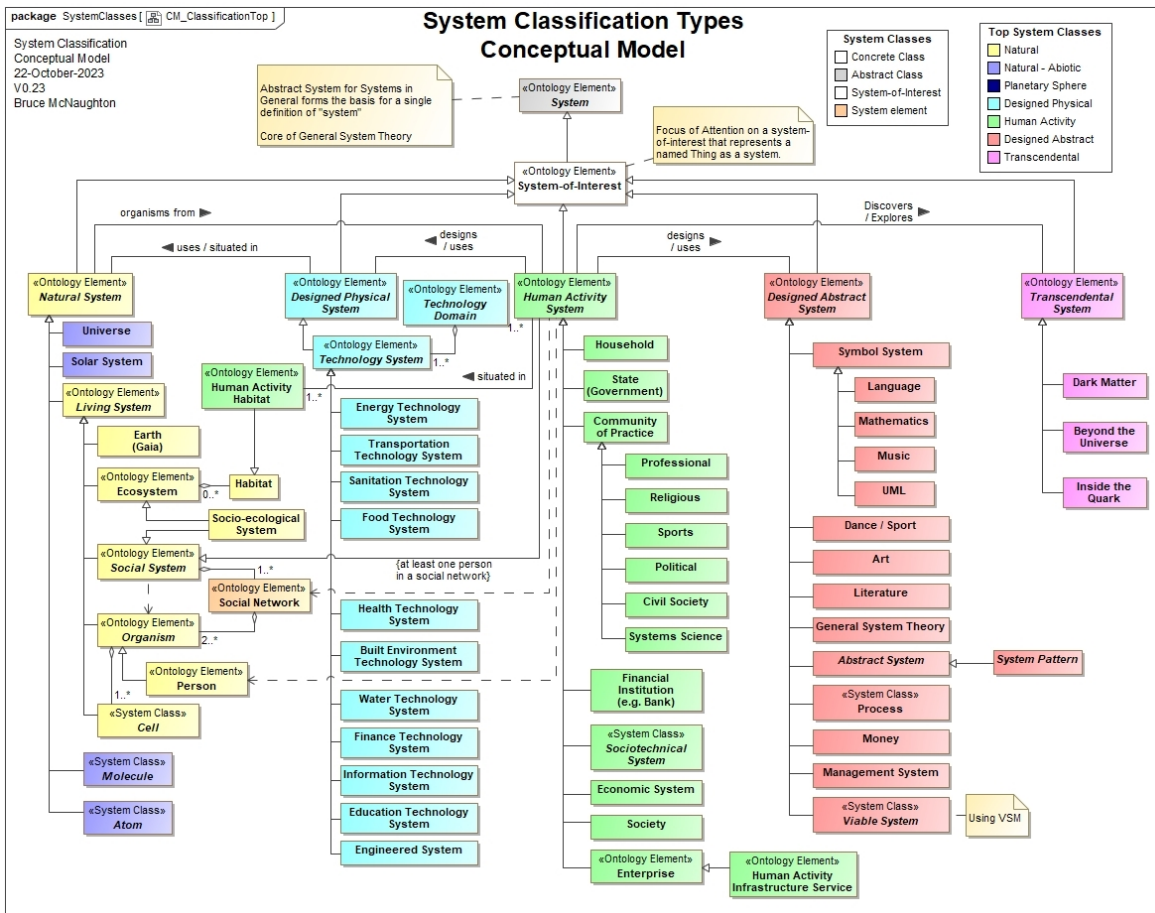 package SystemClasses [ CM_ClassificationTop ]
System Classification Types
Conceptual Model
System Classification
Conceptual Model
22-October-2023
V0.23
Bruce McNaughton
Abstract System for Systems in
General forms the basis for a single
definition of "system"
Core of General System Theory
«Ontology Element»
System
Focus of Attention on a system-
of-interest that represents a
named Thing as a system.
System Classes
Concrete Class
Abstract Class
System-of-Interest
System element
Top System Classes
Natural
Natural - Abiotic
Planetary Sphere
Designed Physical
Human Activity
Designed Abstract
Transcendental
«Ontology Element»
System-of-Interest
organisms from
uses / situated in
designs
/ uses
designs
/ uses
Discovers
/ Explores
«Ontology Element»
Natural System
Universe
Solar System
«Ontology Element»
Living System
Earth
(Gaia)
«Ontology Element»
Ecosystem
0..*
Habitat
Socio-ecological
System
«Ontology Element»
Social System
1..*
«Ontology Element»
Social Network
«Ontology Element»
Organism
2..*
«Ontology Element»
Person
1..*
«System Class»
Cell
«System Class»
Molecule
«System Class»
Atom
«Ontology Element»
Human Activity
Habitat
1..*
situated in
«Ontology Element»
Designed Physical
System
«Ontology Element»
Technology
Domain
1..*
«Ontology Element»
Technology System
1..*
Energy Technology
System
Transportation
Technology System
Sanitation Technology
System
Food Technology
System
{at least one person
in a social network}
Health Technology
System
Built Environment
Technology System
Water Technology
System
Finance Technology
System
Information Technology
System
Education Technology
System
Engineered System
«Ontology Element»
Human Activity
System
Household
State
(Government)
Community
of Practice
Professional
Religious
Sports
Political
Civil Society
Systems Science
Financial
Institution
(e.g. Bank)
«System Class»
Sociotechnical
System
Economic System
Society
«Ontology Element»
Enterprise
«Ontology Element»
Human Activity
Infrastructure Service
«Ontology Element»
Designed Abstract
System
Symbol System
Language
Mathematics
Music
UML
Dance / Sport
Art
Literature
General System Theory
Abstract System
System Pattern
«System Class»
Process
Money
Management System
«System Class»
Viable System
Using VSM
«Ontology Element»
Transcendental
System
Dark Matter
Beyond the
Universe
Inside the
Quark